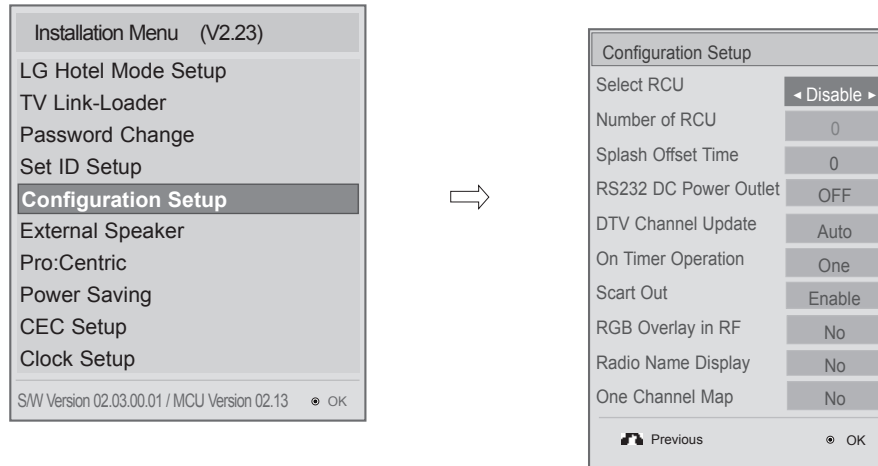 Installation Menu (V2.23)
LG Hotel Mode Setup
TV Link-Loader
Password Change
Set ID Setup
Configuration Setup
External Speaker
Pro:Centric
Power Saving
CEC Setup
Clock Setup
S/W Version 02.03.00.01 / MCU Version 02.13 ◉ OK
Configuration Setup
Select RCU ◄ Disable ►
Number of RCU 0
Splash Offset Time 0
RS232 DC Power Outlet OFF
DTV Channel Update Auto
On Timer Operation One
Scart Out Enable
RGB Overlay in RF No
Radio Name Display No
One Channel Map No
Previous ◉ OK